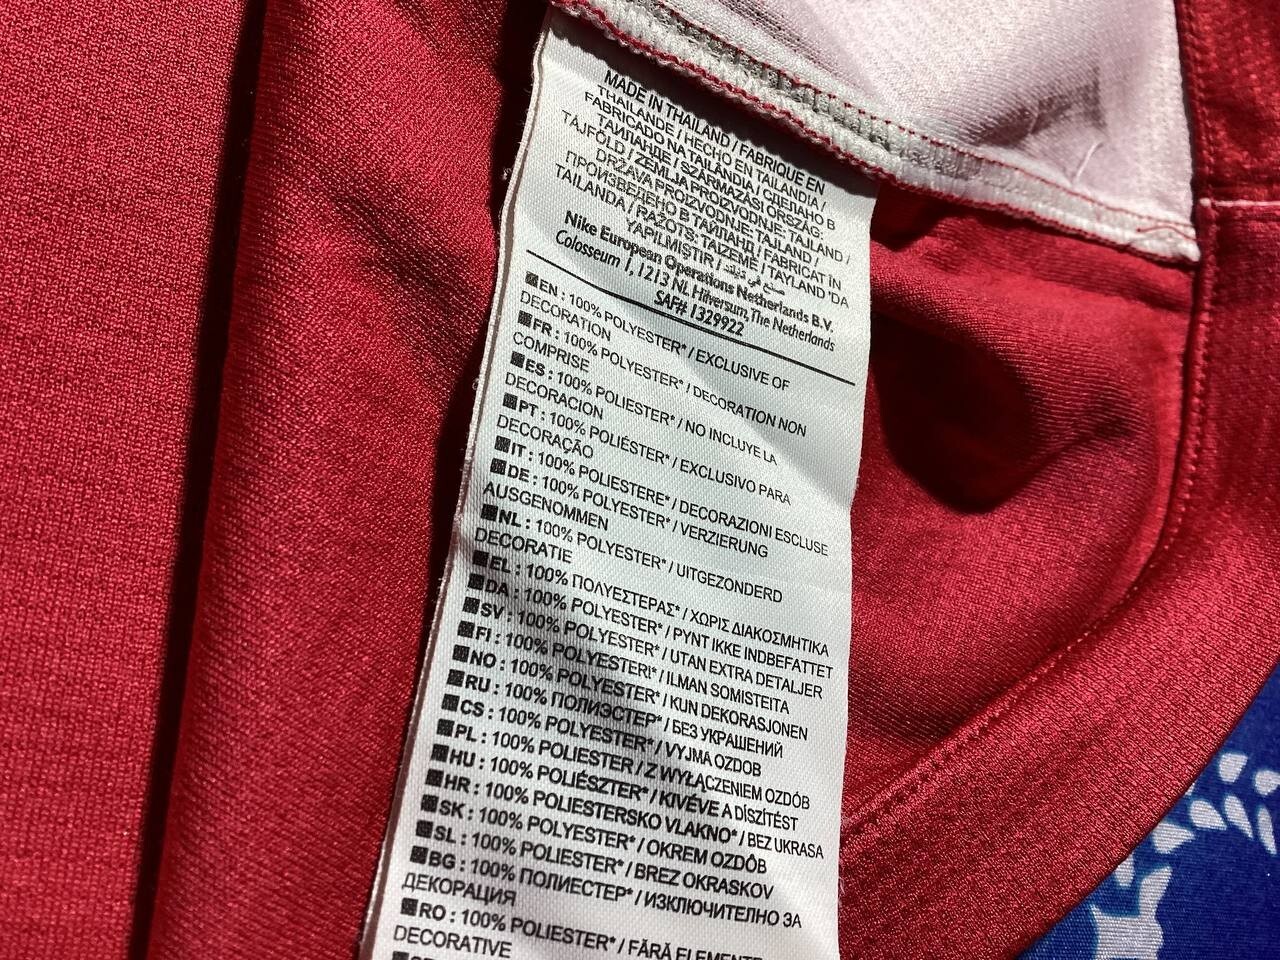 MADE IN THAILAND / FABRIQUE EN
THAILANDE / HECHO EN TAILANDIA /
FABRICADO NA TAILÂNDIA / СДЕЛАНО В
ТАИЛАНДЕ / SZÁRMAZÁSI ORSZÁG:
TAJFÖLD / ZEMLJA PROIZVODNJE: TAJLAND /
DRŽAVA PROIZVODNJE: TAJLAND /
ПРОИЗВЕДЕНО В ТАЙЛАНД / FABRICAT IN
TAILANDA / RAŽOTS: TAIZEMĒ / TAYLAND 'DA
YAPILMIŞTIR /
Nike European Operations Netherlands B.V.
Colosseum 1, 1213 NL Hilversum, The Netherlands
SAF# 1329922
EN : 100% POLYESTER* / EXCLUSIVE OF
DECORATION
FR : 100% POLYESTER* / DECORATION NON
COMPRISE
ES : 100% POLIESTER* / NO INCLUYE LA
DECORACION
PT : 100% POLIÉSTER* / EXCLUSIVO PARA
DECORAÇÃO
IT : 100% POLIESTERE* / DECORAZIONI ESCLUSE
DE : 100% POLYESTER* / VERZIERUNG
AUSGENOMMEN
NL : 100% POLYESTER* / UITGEZONDERD
DECORATIE
EL : 100% ΠΟΛΥΕΣΤΕΡΑΣ* / ΧΩΡΙΣ ΔΙΑΚΟΣΜΗΤΙΚΑ
DA : 100% POLYESTER* / PYNT IKKE INDBEFATTET
SV : 100% POLYESTER* / UTAN EXTRA DETALJER
FI : 100% POLYESTERI* / ILMAN SOMISTEITA
NO : 100% POLYESTER* / KUN DEKORASJONEN
RU : 100% ПОЛИЭСТЕР* / БЕЗ УКРАШЕНИЙ
CS : 100% POLYESTER* / VYJMA OZDOB
PL : 100% POLIESTER / Z WYŁĄCZENIEM OZDÓB
HU : 100% POLIÉSZTER* / KIVÉVE A DÍSZÍTÉST
HR : 100% POLIESTERSKO VLAKNO* / BEZ UKRASA
SK : 100% POLYESTER* / OKREM OZDÔB
SL : 100% POLIESTER* / BREZ OKRASKOV
BG : 100% ПОЛИЕСТЕР* / ИЗКЛЮЧИТЕЛНО ЗА
ДЕКОРАЦИЯ
RO : 100% POLIESTER* / FĂRĂ ELEMENTE
DECORATIVE